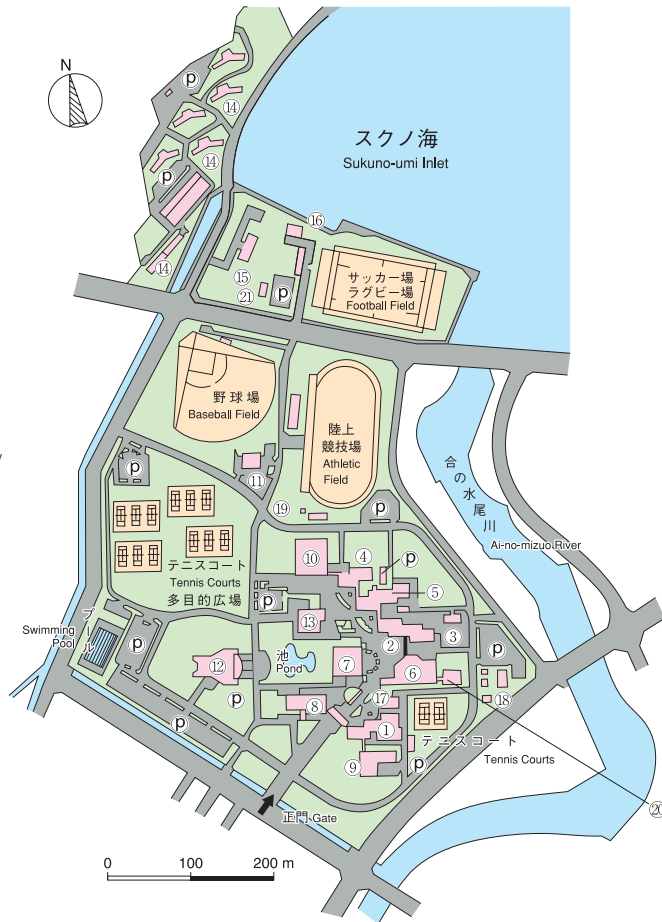 N
p
⑭
スクノ海
Sukuno-umi Inlet
⑭
p
⑯
⑭
⑮
㉑
p
サッカー場
ラグビー場
Football Field
野球場
Baseball Field
陸上
競技場
Athletic
Field
合の水尾川
Ai-no-mizuo River
p
⑪
⑲
p
テニスコート
Tennis Courts
多目的広場
⑩
④
p
⑤
p
⑬
③
②
プール
Swimming
Pool
p
⑫
池
Pond
⑦
⑥
p
⑱
p
⑧
⑰
①
p
テニスコート
Tennis Courts
⑨
p
⑳
正門 Gate
0 100 200 m